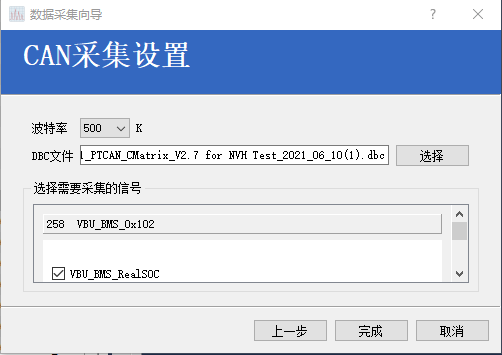 数据采集向导
CAN采集设置
波特率 500 K
DBC文件 l_PTCAN_CMatrix_V2.7 for NVH Test_2021_06_10(1).dbc 选择
选择需要采集的信号
258 VBU_BMS_0x102
VBU_BMS_RealSOC
上一步 完成 取消